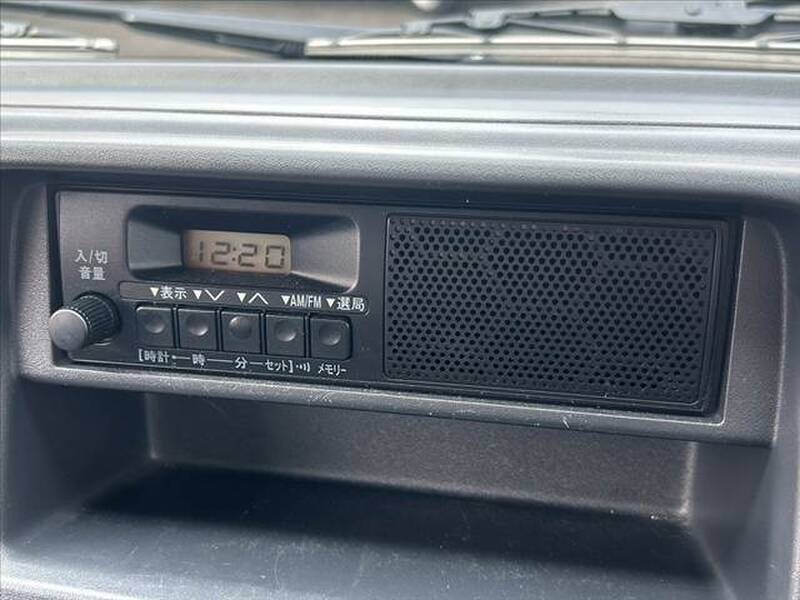 12:20
入/切
音量
▼表示 ▼﹀ ▼︿ ▼AM/FM ▼選局
[時計 時 分 セット] メモリー